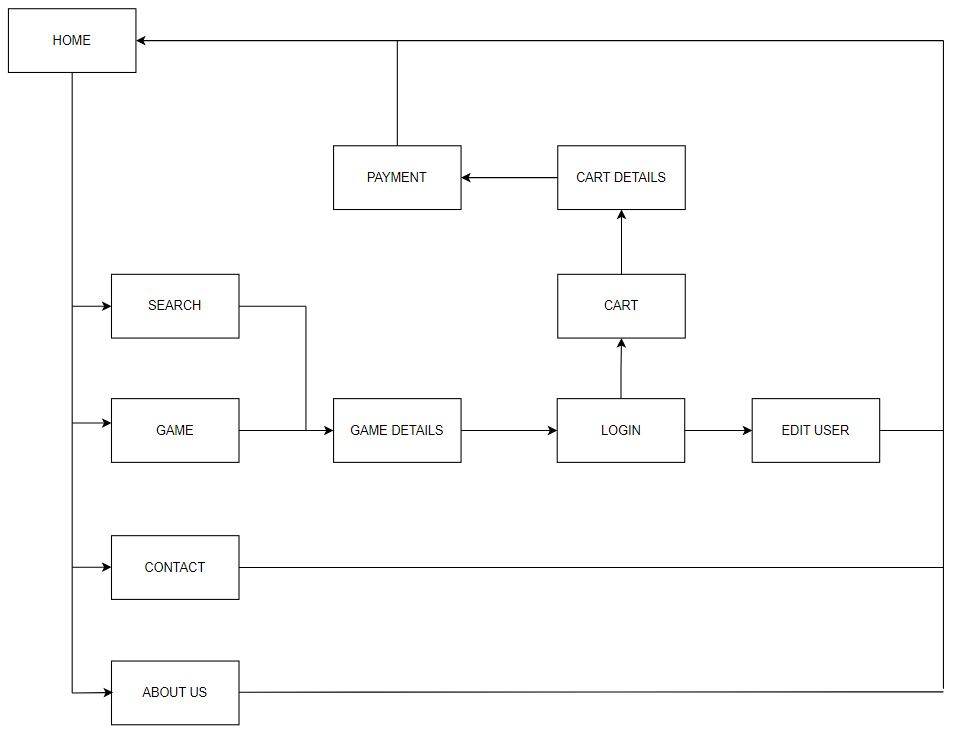 HOME
PAYMENT
CART DETAILS
SEARCH
CART
GAME
GAME DETAILS
LOGIN
EDIT USER
CONTACT
ABOUT US